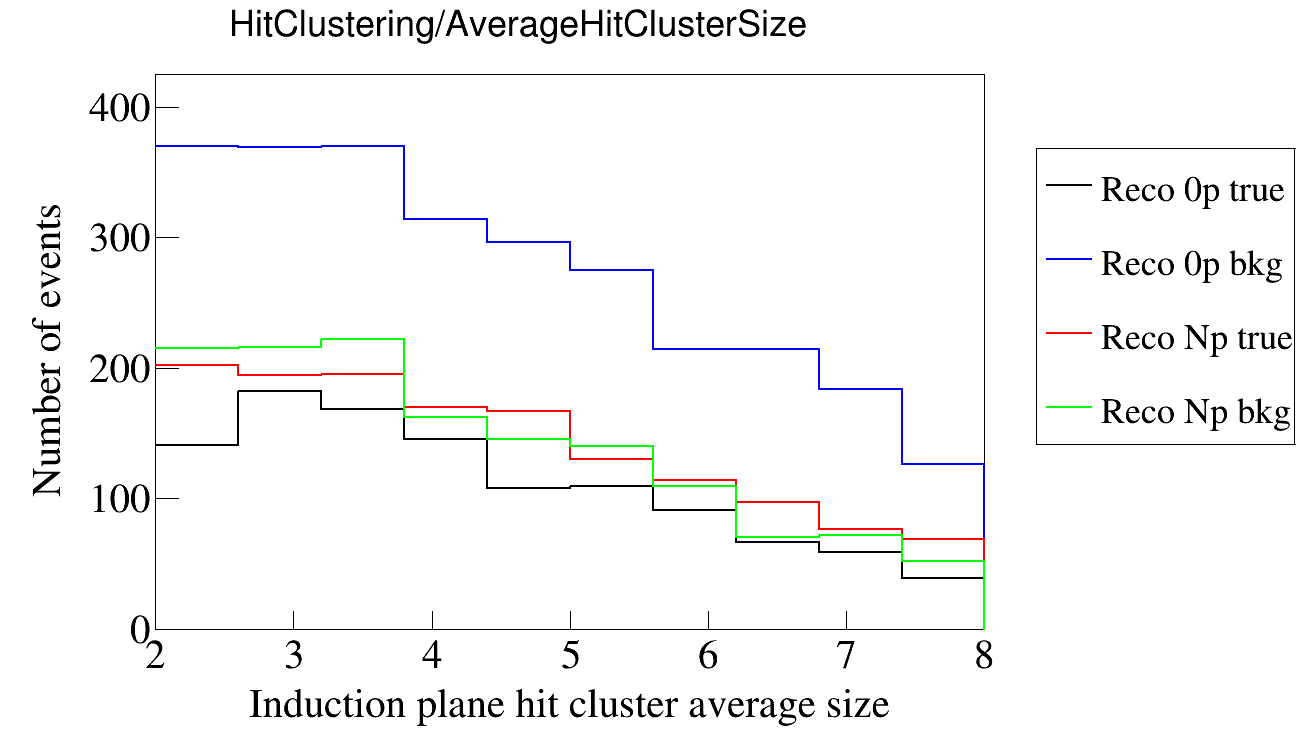 HitClustering/AverageHitClusterSize
400
300
200
100
0
Number of events
2 3 4 5 6 7 8
Induction plane hit cluster average size
Reco 0p true
Reco 0p bkg
Reco Np true
Reco Np bkg